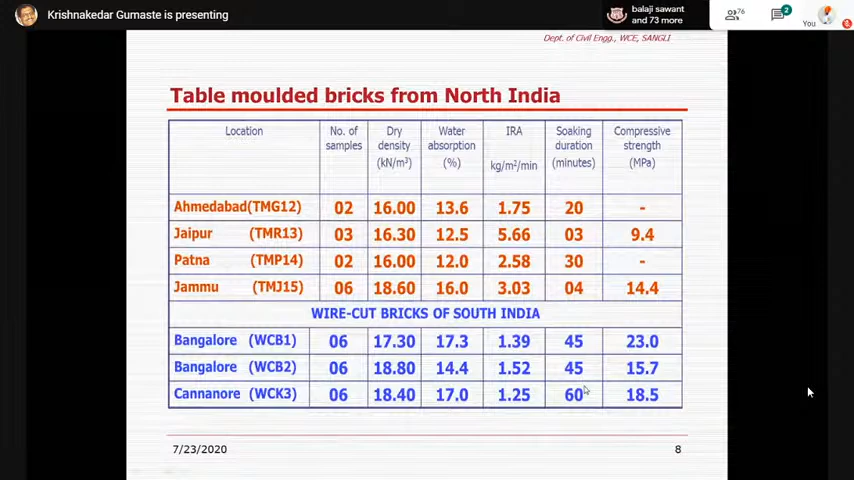 Krishnakedar Gumaste is presenting
balaji sawant
and 73 more
76
2
You
Dept. of Civil Engg., WCE, SANGLI
Table moulded bricks from North India
Location No. of samples Dry density (kN/m³) Water absorption (%) IRA kg/m²/min Soaking duration (minutes) Compressive strength (MPa)
Ahmedabad(TMG12) 02 16.00 13.6 1.75 20 -
Jaipur (TMR13) 03 16.30 12.5 5.66 03 9.4
Patna (TMP14) 02 16.00 12.0 2.58 30 -
Jammu (TMJ15) 06 18.60 16.0 3.03 04 14.4
WIRE-CUT BRICKS OF SOUTH INDIA
Bangalore (WCB1) 06 17.30 17.3 1.39 45 23.0
Bangalore (WCB2) 06 18.80 14.4 1.52 45 15.7
Cannanore (WCK3) 06 18.40 17.0 1.25 60 18.5
7/23/2020 8